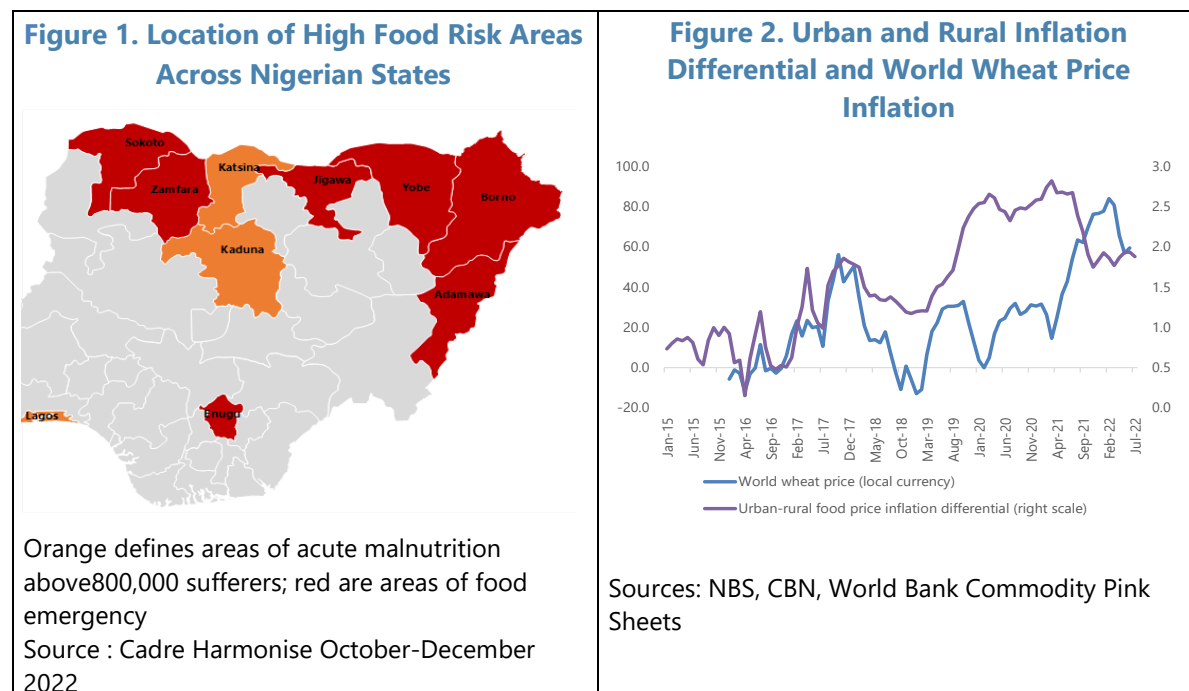 Figure 1. Location of High Food Risk Areas
Across Nigerian States
Sokoto
Katsina
Zamfara
Jigawa
Yobe
Borno
Kaduna
Adamawa
Lagos
Enugu
Orange defines areas of acute malnutrition
above800,000 sufferers; red are areas of food
emergency
Source : Cadre Harmonise October-December
2022
Figure 2. Urban and Rural Inflation
Differential and World Wheat Price
Inflation
100.0
80.0
60.0
40.0
20.0
0.0
-20.0
3.0
2.5
2.0
1.5
1.0
0.5
0.0
Jan-15
Jun-15
Nov-15
Apr-16
Sep-16
Feb-17
Jul-17
Dec-17
May-18
Oct-18
Mar-19
Aug-19
Jan-20
Jun-20
Nov-20
Apr-21
Sep-21
Feb-22
Jul-22
World wheat price (local currency)
Urban-rural food price inflation differential (right scale)
Sources: NBS, CBN, World Bank Commodity Pink
Sheets